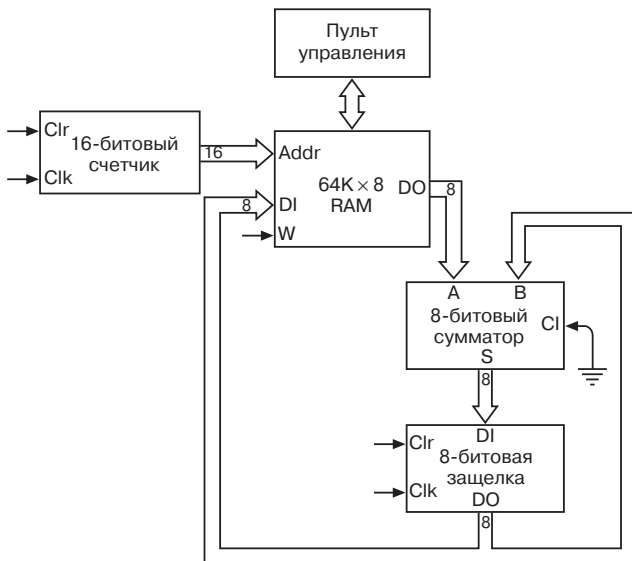 Пульт
управления
Clr
16-битовый
счетчик
Clk
16
Addr
64K × 8
RAM
DO
8
8
DI
W
A
B
8-битовый
сумматор
CI
S
8
DI
Clr
8-битовая
защелка
Clk
DO
8